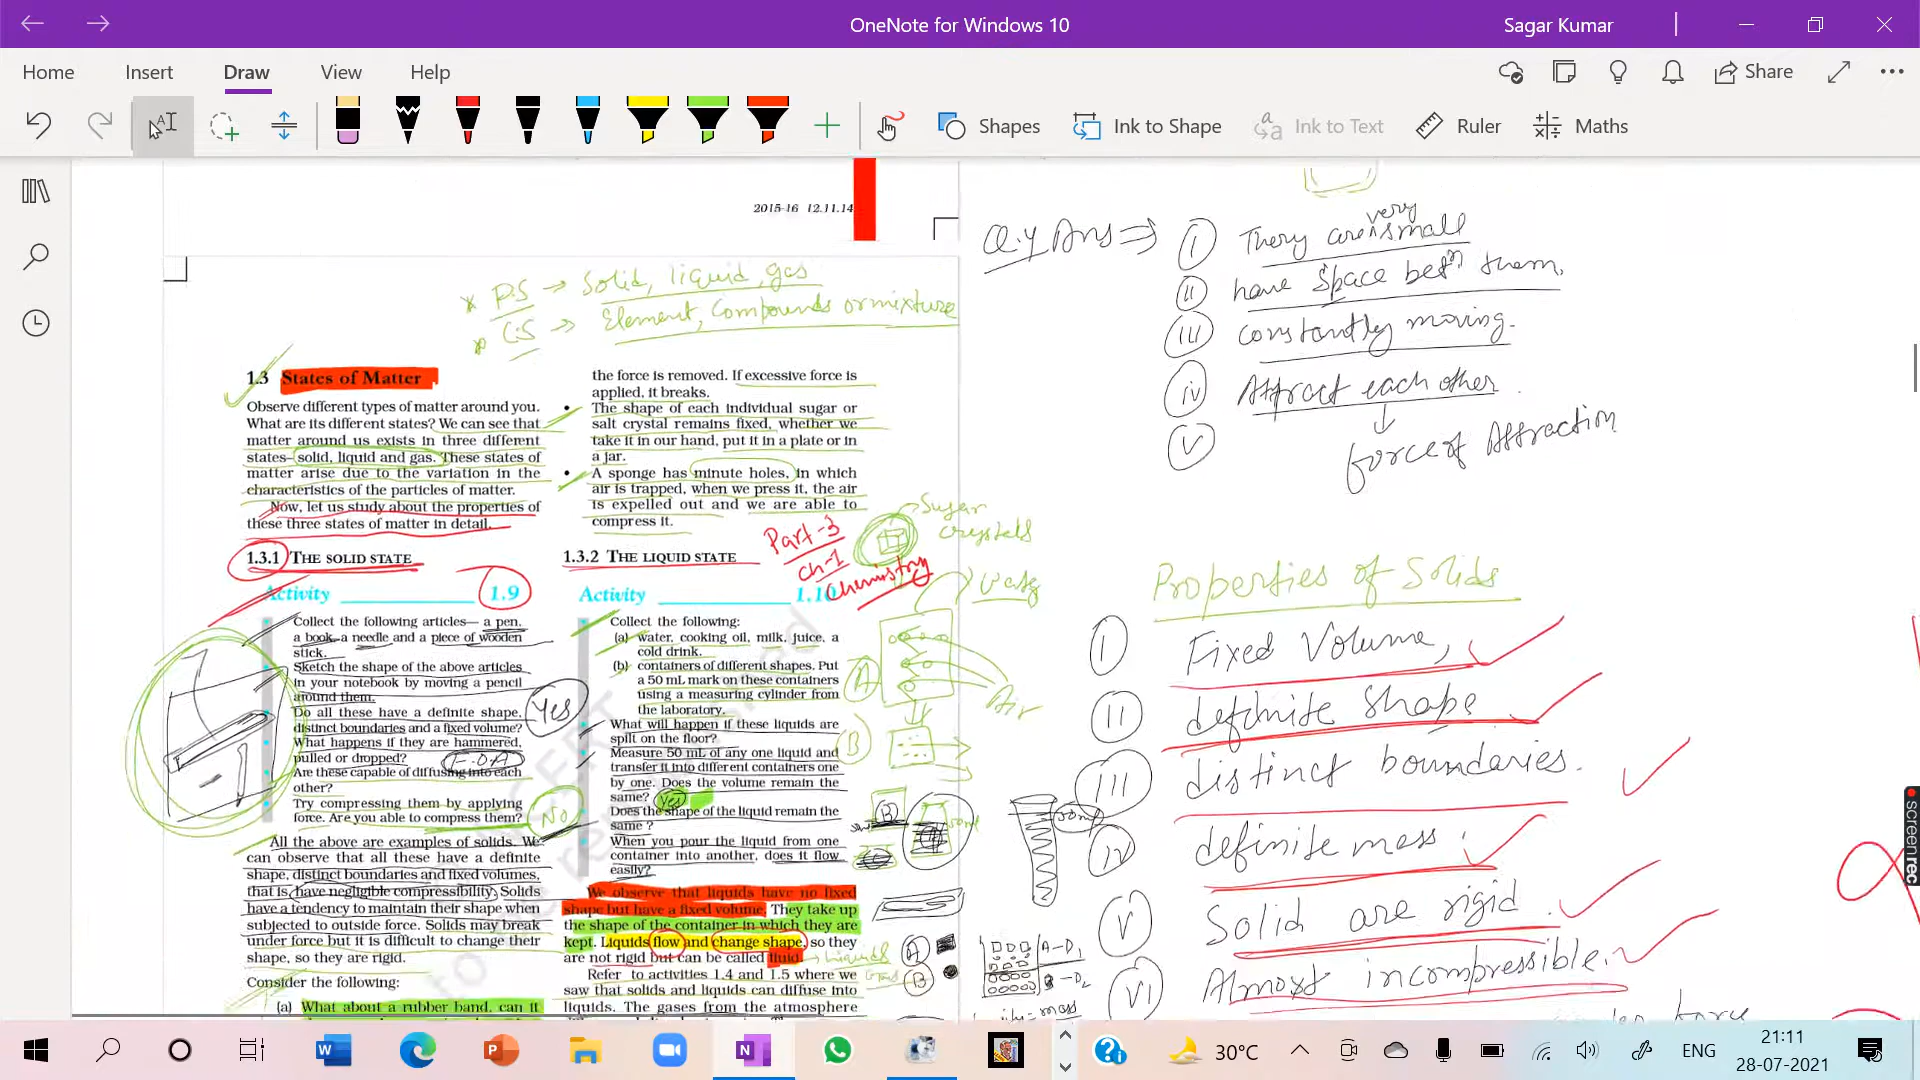 OneNote for Windows 10
Sagar Kumar
Home Insert Draw View Help
Share
Shapes Ink to Shape Ink to Text Ruler Maths
2015-16 12.11.14
* P.S → Solid, liquid, gas
* C.S → Element, Compounds or mixture
1.3 States of Matter
Observe different types of matter around you.
What are its different states? We can see that
matter around us exists in three different
states– solid, liquid and gas. These states of
matter arise due to the variation in the
characteristics of the particles of matter.
Now, let us study about the properties of
these three states of matter in detail.
1.3.1 THE SOLID STATE
Activity 1.9
Collect the following articles— a pen,
a book, a needle and a piece of wooden
stick.
Sketch the shape of the above articles
in your notebook by moving a pencil
around them.
Do all these have a definite shape,
distinct boundaries and a fixed volume?
What happens if they are hammered,
pulled or dropped?
Are these capable of diffusing into each
other?
Try compressing them by applying
force. Are you able to compress them?
Yes
F.O.A
No
All the above are examples of solids. We
can observe that all these have a definite
shape, distinct boundaries and fixed volumes,
that is, have negligible compressibility. Solids
have a tendency to maintain their shape when
subjected to outside force. Solids may break
under force but it is difficult to change their
shape, so they are rigid.
Consider the following:
(a) What about a rubber band, can it
the force is removed. If excessive force is
applied, it breaks.
• The shape of each individual sugar or
salt crystal remains fixed, whether we
take it in our hand, put it in a plate or in
a jar.
• A sponge has minute holes, in which
air is trapped, when we press it, the air
is expelled out and we are able to
compress it.
1.3.2 THE LIQUID STATE
Part-3
ch-1
Chemistry
Activity 1.10
Collect the following:
(a) water, cooking oil, milk, juice, a
cold drink.
(b) containers of different shapes. Put
a 50 mL mark on these containers
using a measuring cylinder from
the laboratory.
What will happen if these liquids are
spilt on the floor?
Measure 50 mL of any one liquid and
transfer it into different containers one
by one. Does the volume remain the
same? Yes
Does the shape of the liquid remain the
same ?
When you pour the liquid from one
container into another, does it flow
easily?
We observe that liquids have no fixed
shape but have a fixed volume. They take up
the shape of the container in which they are
kept. Liquids flow and change shape, so they
are not rigid but can be called fluid.
Refer to activities 1.4 and 1.5 where we
saw that solids and liquids can diffuse into
liquids. The gases from the atmosphere
Sugar
crystals
A
Air
B
B
C
50ml
Liquids
A
B
A-D₁
B-D₂
mass
Q.4 Ans ⇒ I They are very small
II have space betⁿ them.
III constantly moving.
iv Attract each other.
↓
force of Attraction
V
Properties of Solids
I Fixed Volume,
II definite shape
III distinct boundaries.
iv definite mass.
V Solid are rigid.
VI Almost incompressible.
force
screenrec
30°C
ENG
21:11
28-07-2021